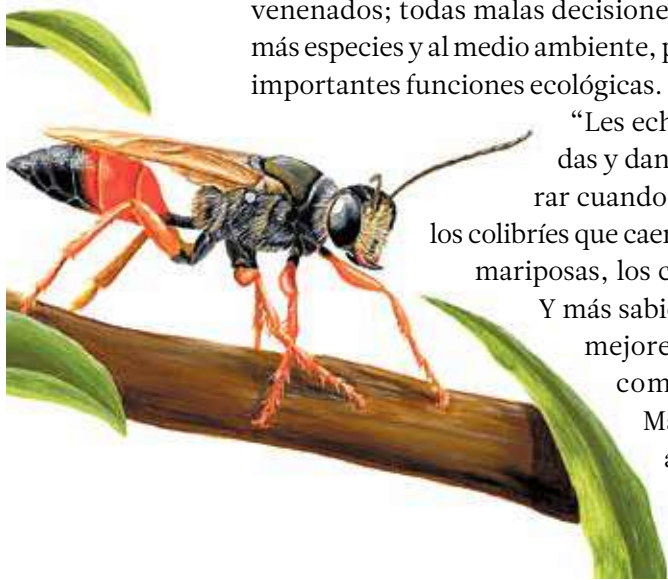 venenados; todas malas decisione
más especies y al medio ambiente, p
importantes funciones ecológicas.
“Les ech
das y dan
rar cuando
los colibríes que caer
mariposas, los c
Y más sabie
mejore
com
Ma
a